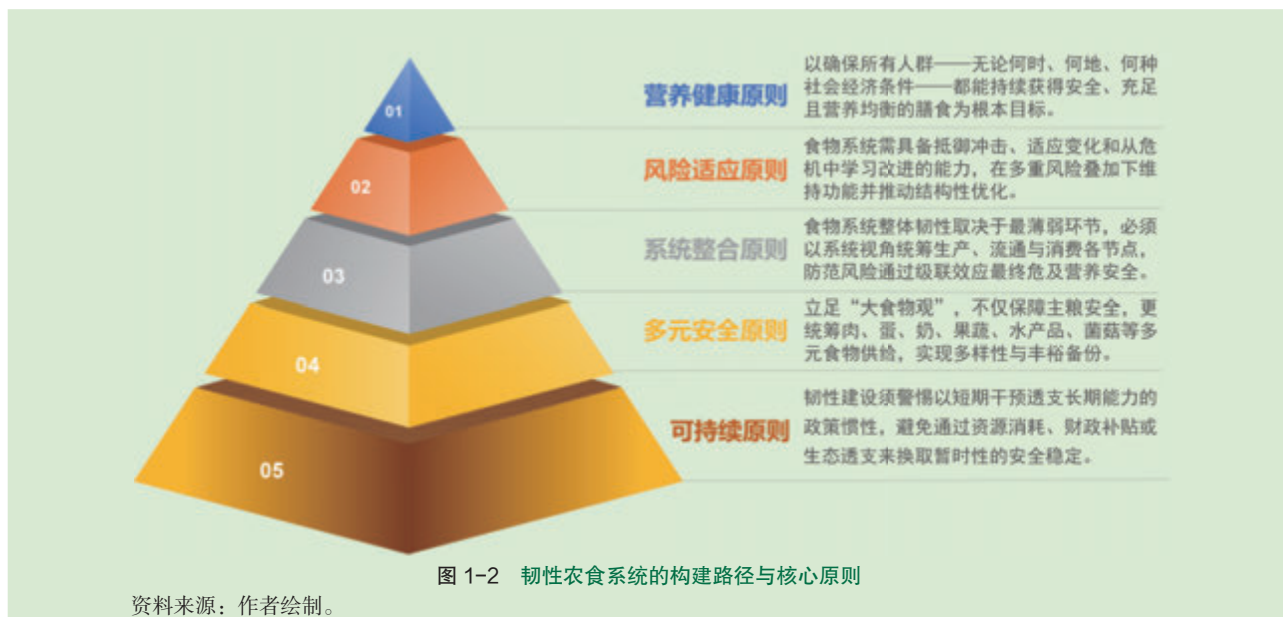 01
营养健康原则
以确保所有人群——无论何时、何地、何种
社会经济条件——都能持续获得安全、充足
且营养均衡的膳食为根本目标。
02
风险适应原则
食物系统需具备抵御冲击、适应变化和从危
机中学习改进的能力，在多重风险叠加下维
持功能并推动结构性优化。
03
系统整合原则
食物系统整体韧性取决于最薄弱环节，必须
以系统视角统筹生产、流通与消费各节点，
防范风险通过级联效应最终危及营养安全。
04
多元安全原则
立足“大食物观”，不仅保障主粮安全，更
统筹肉、蛋、奶、果蔬、水产品、菌菇等多
元食物供给，实现多样性与丰裕备份。
05
可持续原则
韧性建设须警惕以短期干预透支长期能力的
政策惯性，避免通过资源消耗、财政补贴或
生态透支来换取暂时性的安全稳定。
图 1-2 韧性农食系统的构建路径与核心原则
资料来源：作者绘制。